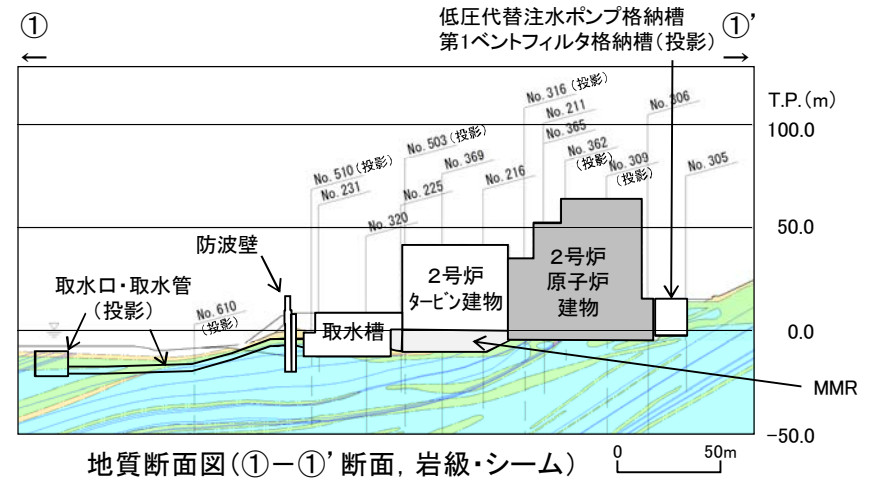 低圧代替注水ポンプ格納槽
第1ベントフィルタ格納槽(投影)
① ①’
← →
T.P.(m)
No. 316 (投影)
No. 211
No. 306
100.0
No. 365
No. 503 (投影)
No. 362
(投影)
No. 510 (投影)
No. 369
No. 309
(投影)
No. 305
No. 231
No. 225
No. 216
No. 320
50.0
防波壁
2号炉
タービン建物
2号炉
原子炉
建物
取水口・取水管
(投影)
No. 610
(投影)
取水槽
0.0
MMR
-50.0
地質断面図(①-①’断面, 岩級・シーム)
0 50m